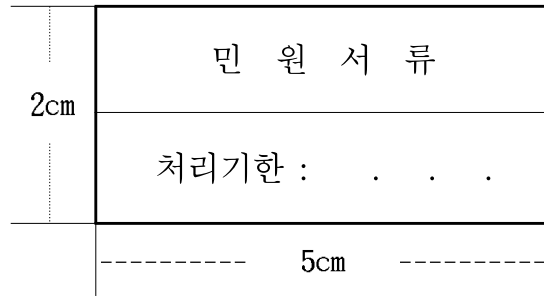 민 원 서 류
2cm
처리기한 : . . .
5cm